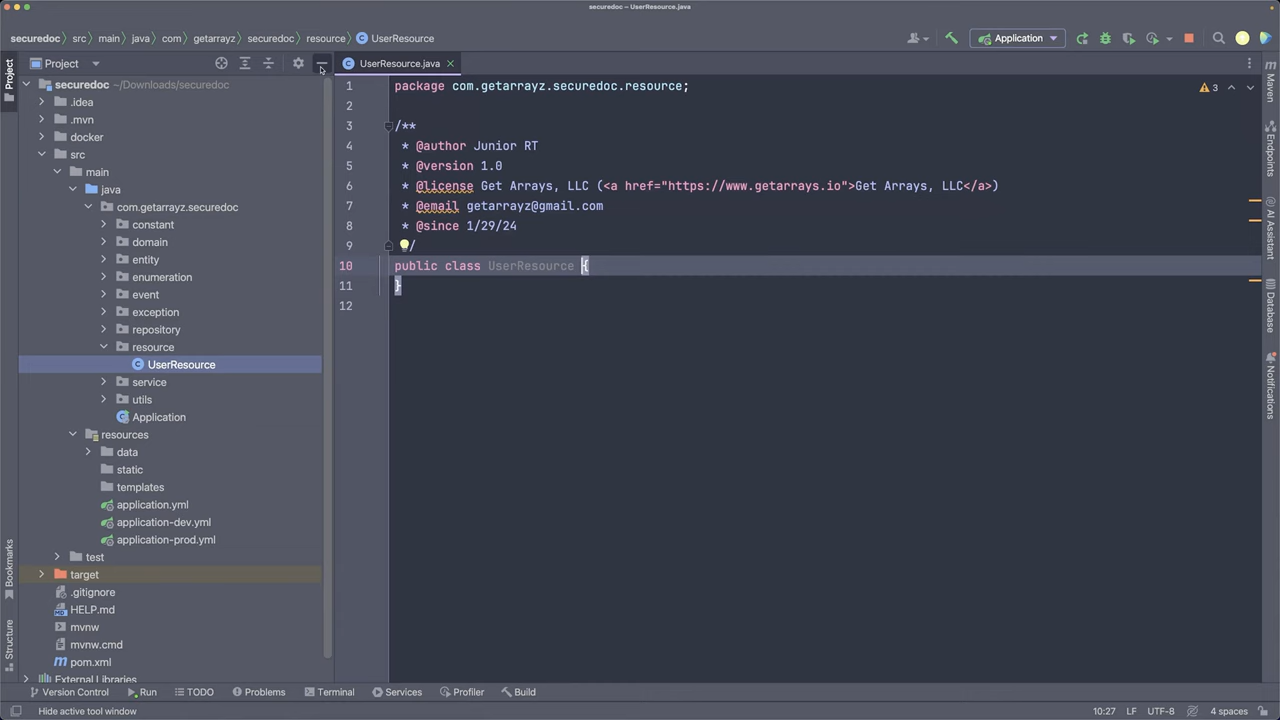 securedoc – UserResource.java
securedoc src main java com getarrayz securedoc resource UserResource
Application
Project
UserResource.java
securedoc ~/Downloads/securedoc
.idea
.mvn
docker
src
main
java
com.getarrayz.securedoc
constant
domain
entity
enumeration
event
exception
repository
resource
UserResource
service
utils
Application
resources
data
static
templates
application.yml
application-dev.yml
application-prod.yml
test
target
.gitignore
HELP.md
mvnw
mvnw.cmd
pom.xml
External Libraries
1 package com.getarrayz.securedoc.resource;
2
3 /**
4 * @author Junior RT
5 * @version 1.0
6 * @license Get Arrays, LLC (<a href="https://www.getarrays.io">Get Arrays, LLC</a>)
7 * @email getarrayz@gmail.com
8 * @since 1/29/24
9 /
10 public class UserResource {
11 }
12
3
Project
Bookmarks
Structure
Maven
Endpoints
AI Assistant
Database
Notifications
Version Control Run TODO Problems Terminal Services Profiler Build
Hide active tool window 10:27 LF UTF-8 4 spaces